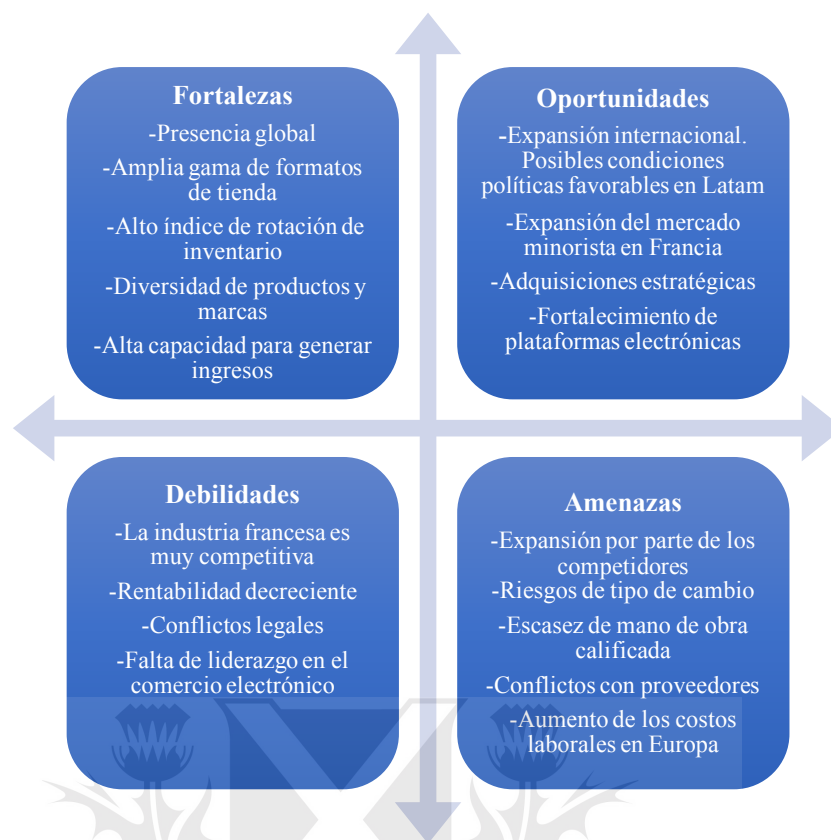 Fortalezas
-Presencia global
-Amplia gama de formatos
de tienda
-Alto índice de rotación de
inventario
-Diversidad de productos y
marcas
-Alta capacidad para generar
ingresos
Oportunidades
-Expansión internacional.
Posibles condiciones
políticas favorables en Latam
-Expansión del mercado
minorista en Francia
-Adquisiciones estratégicas
-Fortalecimiento de
plataformas electrónicas
Debilidades
-La industria francesa es
muy competitiva
-Rentabilidad decreciente
-Conflictos legales
-Falta de liderazgo en el
comercio electrónico
Amenazas
-Expansión por parte de los
competidores
-Riesgos de tipo de cambio
-Escasez de mano de obra
calificada
-Conflictos con proveedores
-Aumento de los costos
laborales en Europa